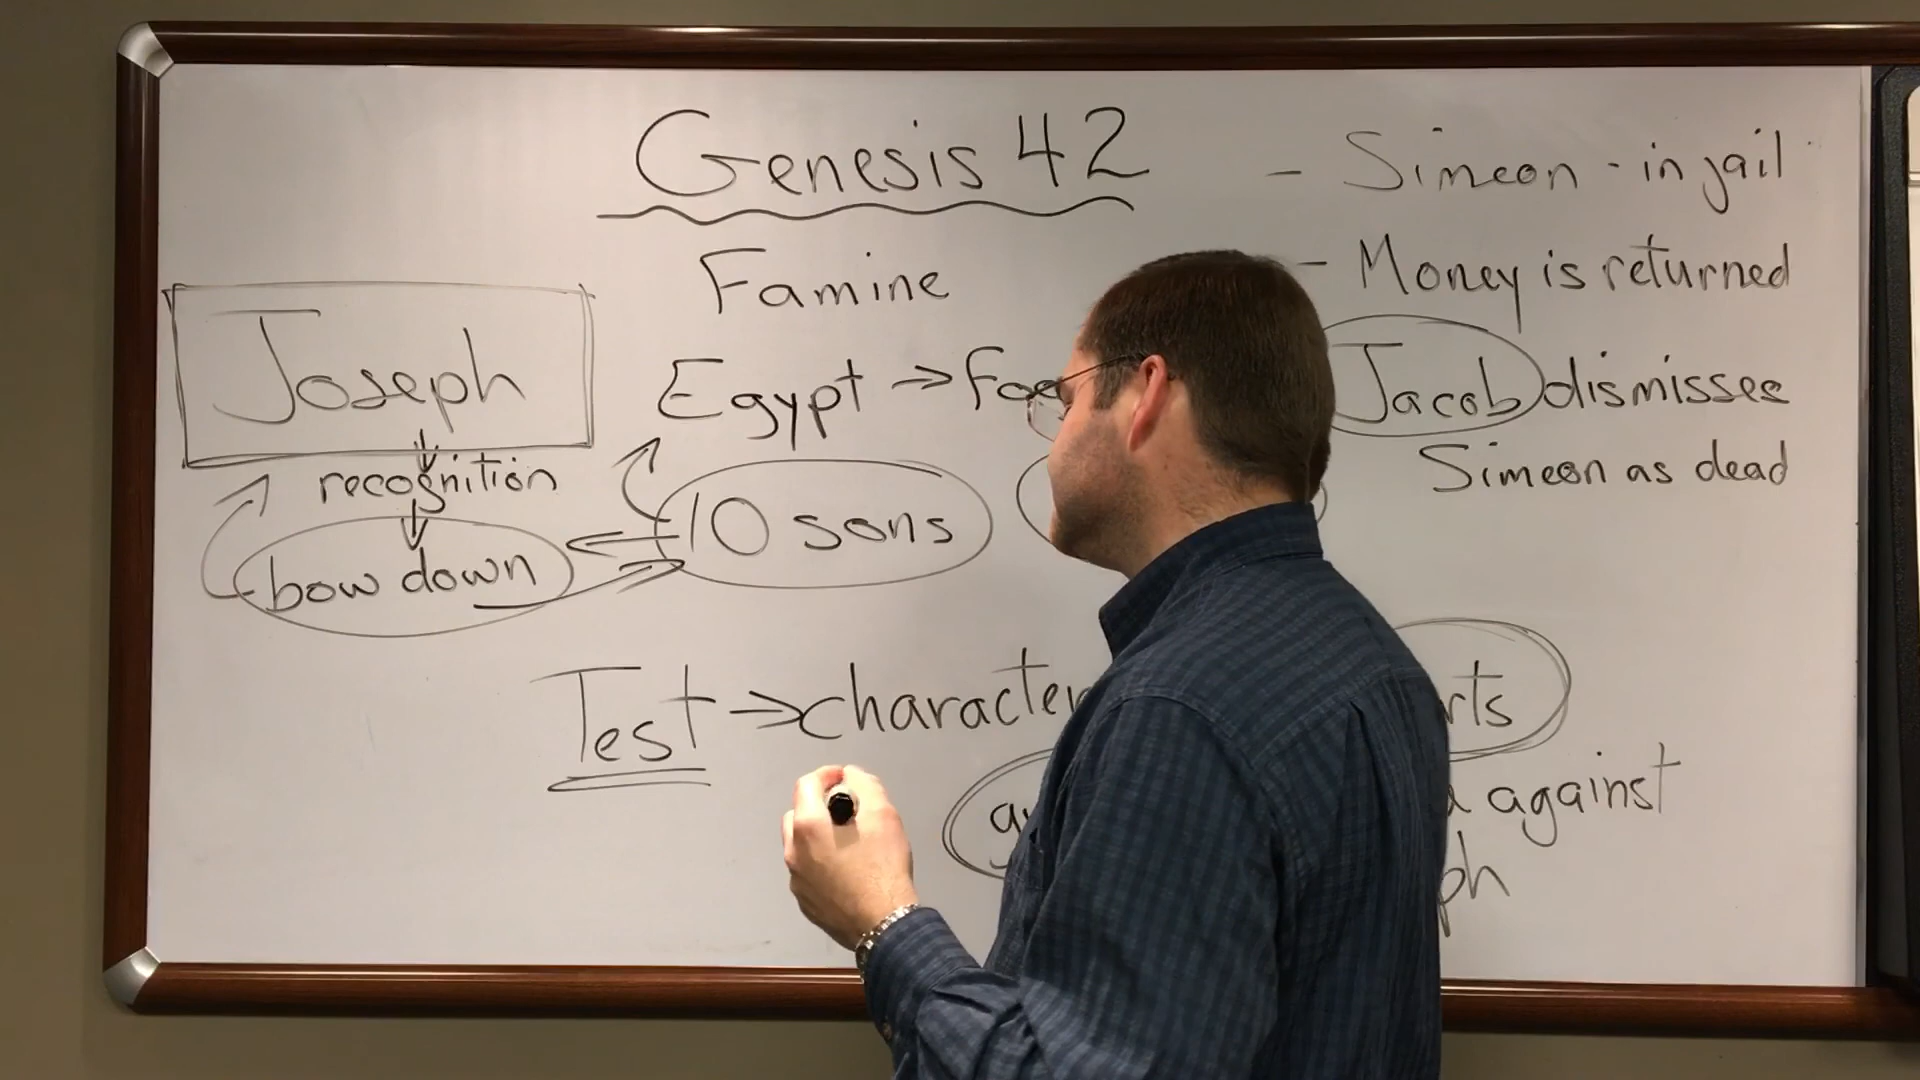 Genesis 42
Famine
Egypt → Foo
Joseph
recognition
bow down
10 sons
- Simeon - in jail
- Money is returned
Jacob dismisses
Simeon as dead
Test → character
rts
against
ph